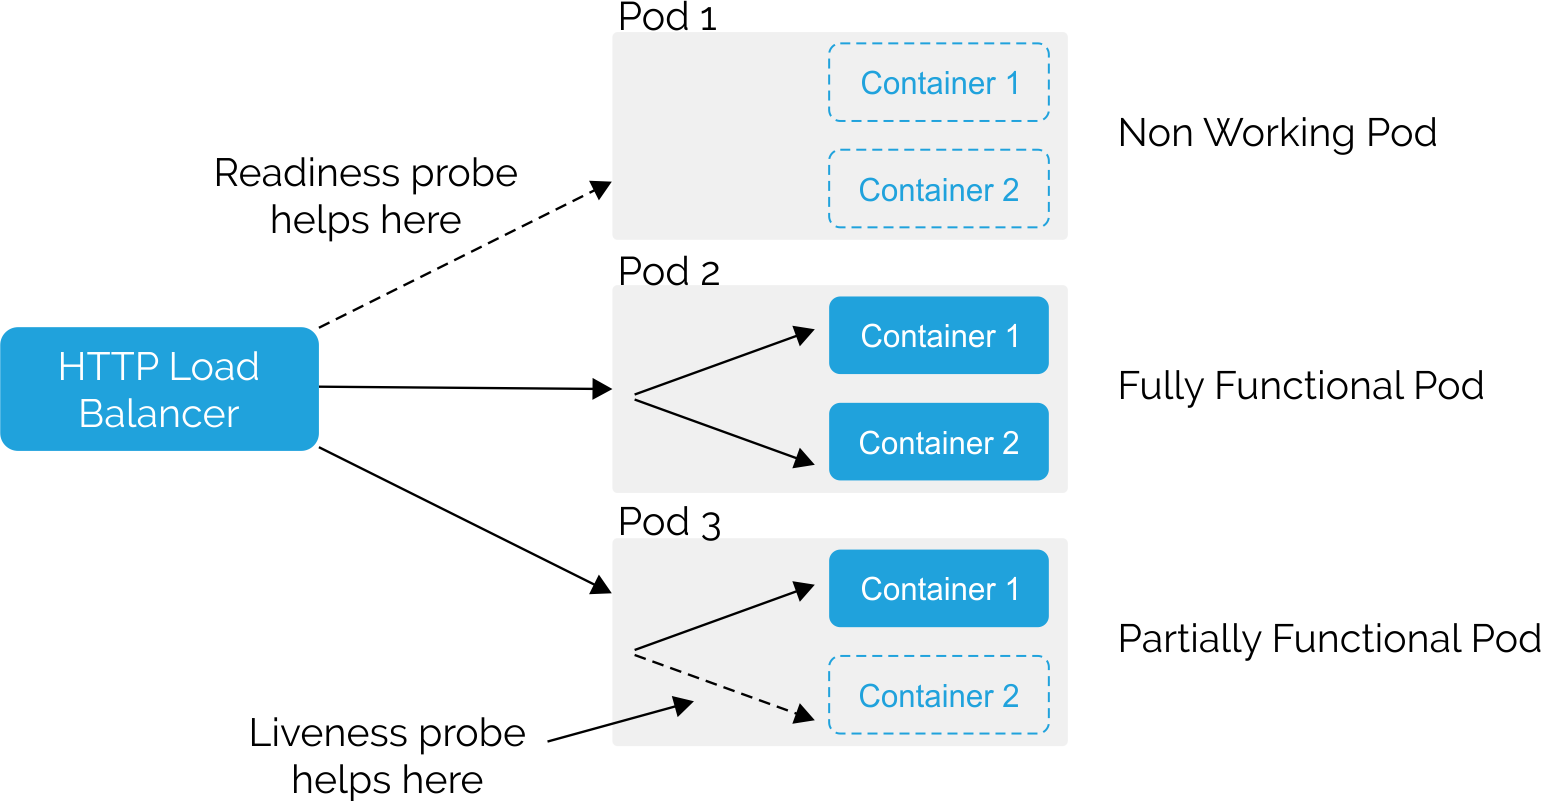 Pod 1
Container 1
Container 2
Non Working Pod
Readiness probe
helps here
Pod 2
Container 1
Container 2
Fully Functional Pod
HTTP Load
Balancer
Pod 3
Container 1
Container 2
Partially Functional Pod
Liveness probe
helps here